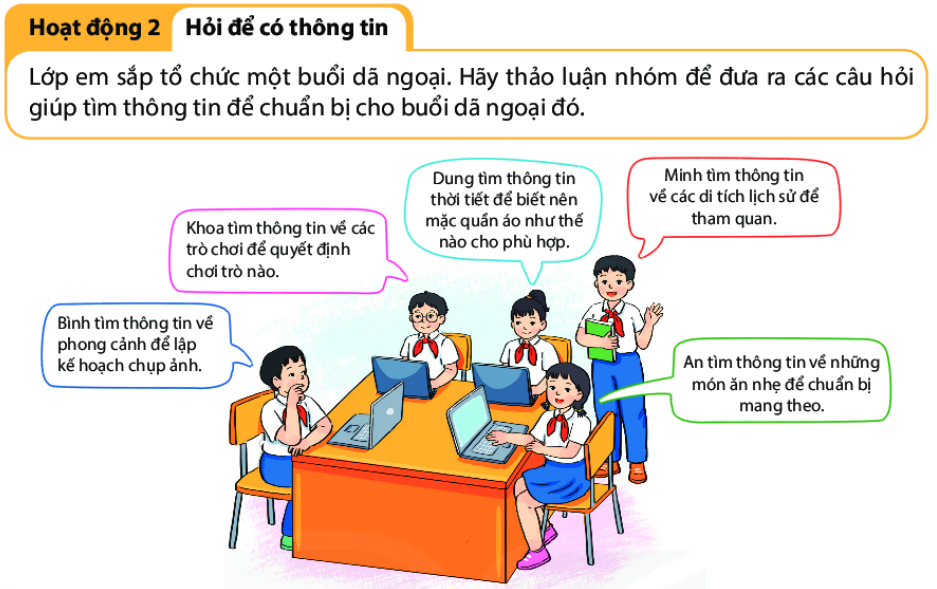 Hoạt động 2 Hỏi để có thông tin
Lớp em sắp tổ chức một buổi dã ngoại. Hãy thảo luận nhóm để đưa ra các câu hỏi
giúp tìm thông tin để chuẩn bị cho buổi dã ngoại đó.
Bình tìm thông tin về
phong cảnh để lập
kế hoạch chụp ảnh.
Khoa tìm thông tin về các
trò chơi để quyết định
chơi trò nào.
Dung tìm thông tin
thời tiết để biết nên
mặc quần áo như thế
nào cho phù hợp.
Minh tìm thông tin
về các di tích lịch sử để
tham quan.
An tìm thông tin về những
món ăn nhẹ để chuẩn bị
mang theo.